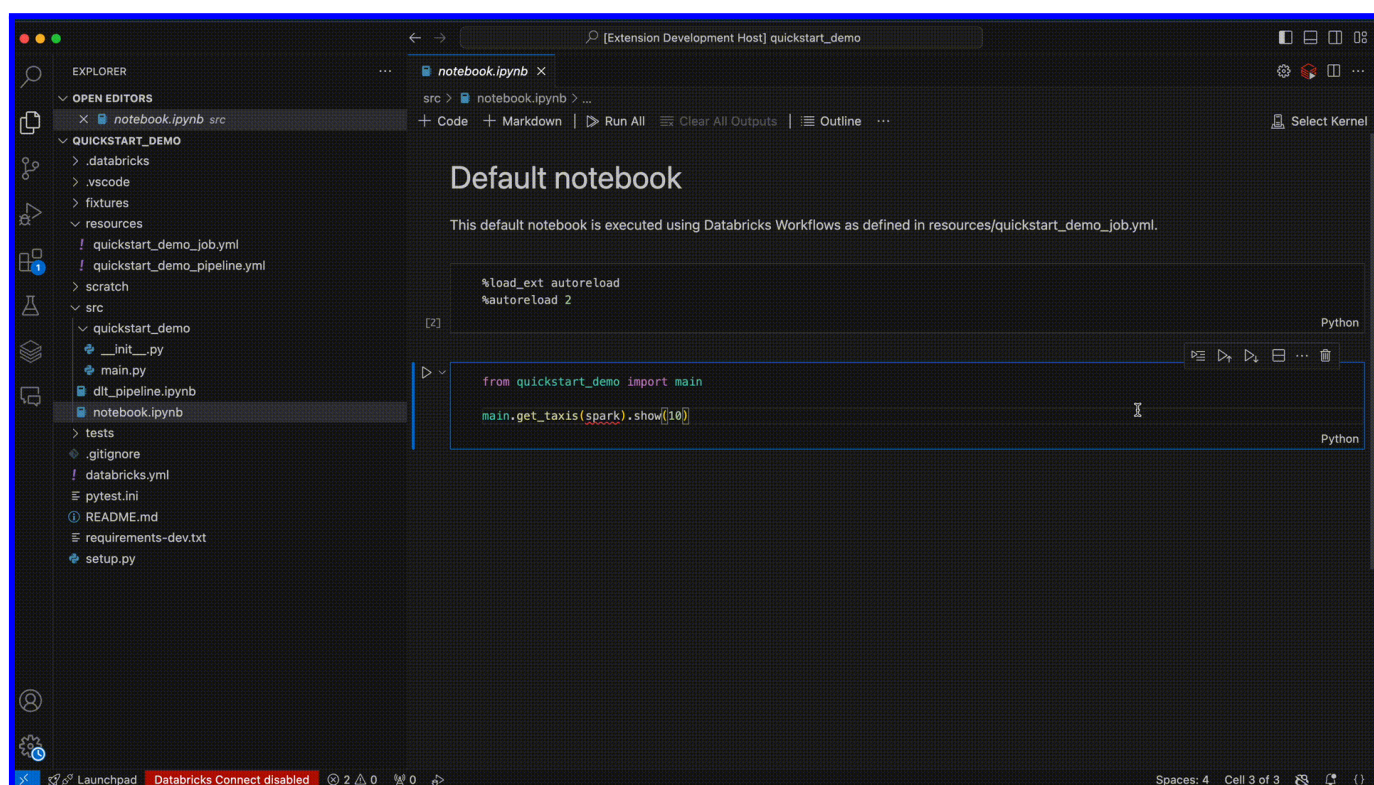 [Extension Development Host] quickstart_demo
EXPLORER
OPEN EDITORS
notebook.ipynb src
QUICKSTART_DEMO
.databricks
.vscode
fixtures
resources
quickstart_demo_job.yml
quickstart_demo_pipeline.yml
scratch
src
quickstart_demo
__init__.py
main.py
dlt_pipeline.ipynb
notebook.ipynb
tests
.gitignore
databricks.yml
pytest.ini
README.md
requirements-dev.txt
setup.py
1
notebook.ipynb
src > notebook.ipynb > ...
+ Code + Markdown | Run All Clear All Outputs | Outline ...
Select Kernel
Default notebook
This default notebook is executed using Databricks Workflows as defined in resources/quickstart_demo_job.yml.
%load_ext autoreload
%autoreload 2
[2]
Python
from quickstart_demo import main
main.get_taxis(spark).show(10)
Python
Launchpad Databricks Connect disabled 2 0 0
Spaces: 4 Cell 3 of 3 {}